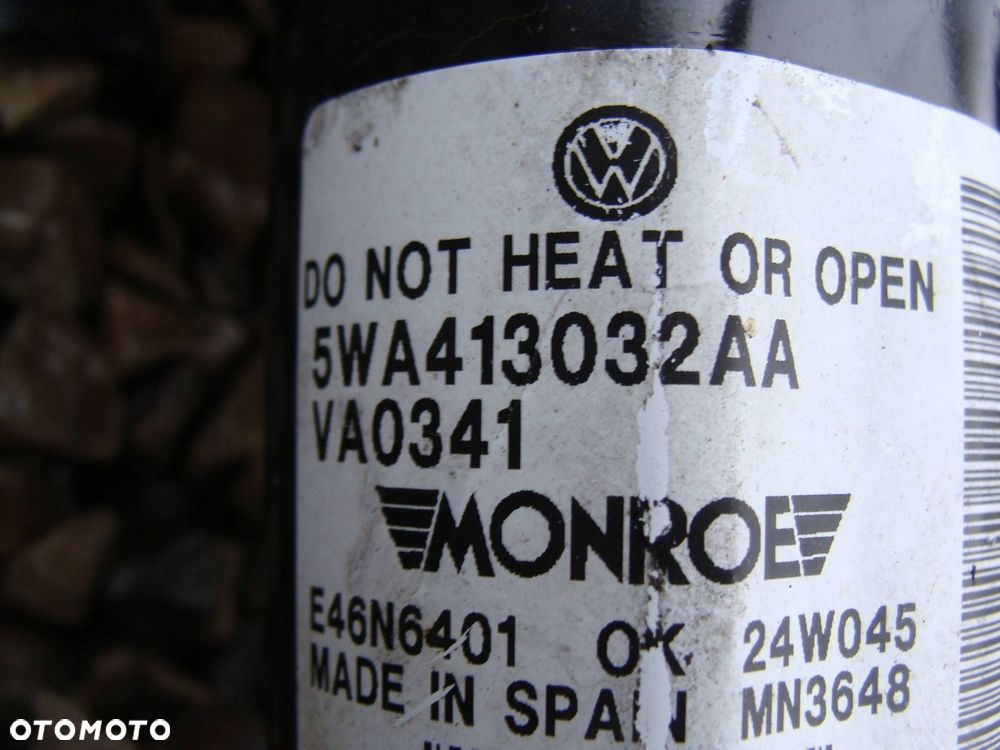 DO NOT HEAT OR OPEN
5WA413032AA
VA0341
MONROE
E46N6401 OK 24W045
MADE IN SPAIN MN3648
OTOMOTO